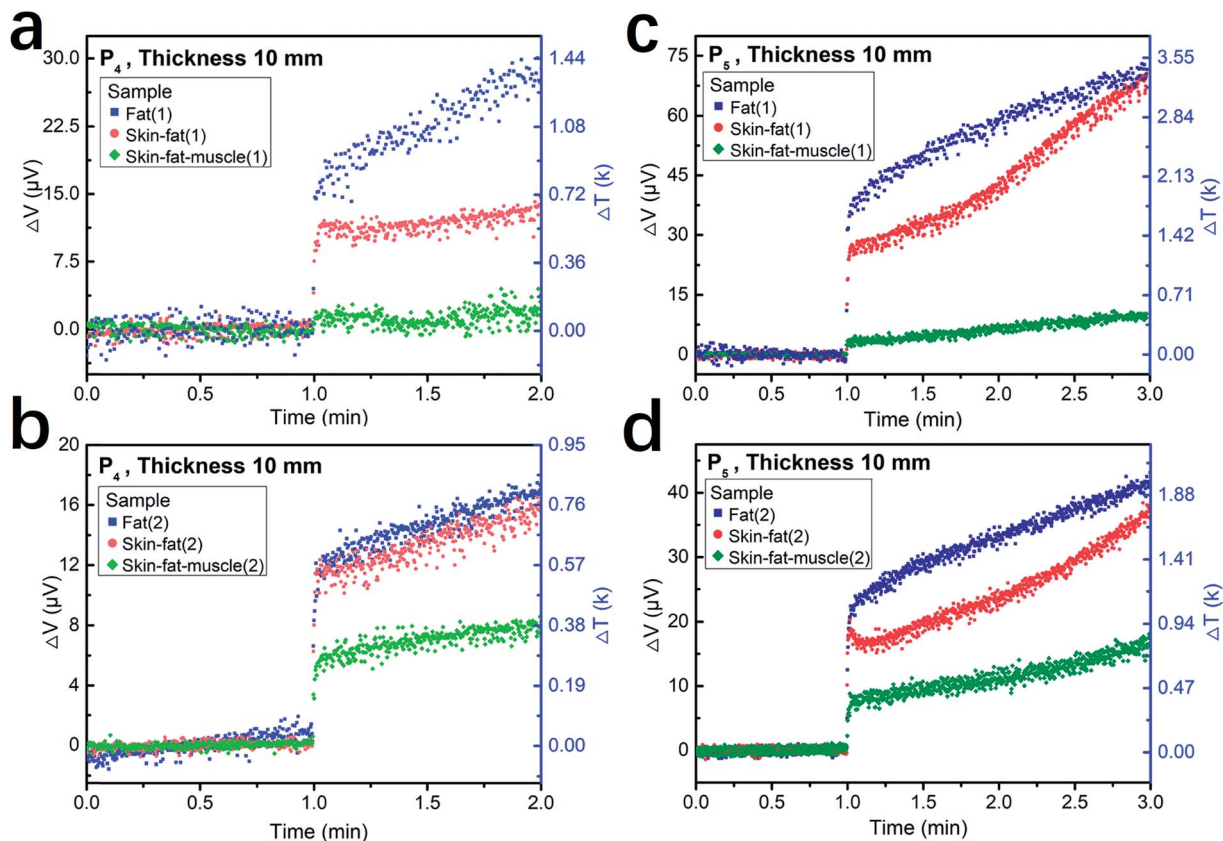 a
P4 , Thickness 10 mm
Sample
Fat(1)
Skin-fat(1)
Skin-fat-muscle(1)
30.0
22.5
15.0
7.5
0.0
△V (μV)
1.44
1.08
0.72
0.36
0.00
△T (k)
0.0 0.5 1.0 1.5 2.0
Time (min)
c
P5 , Thickness 10 mm
Sample
Fat(1)
Skin-fat(1)
Skin-fat-muscle(1)
75
60
45
30
15
0
△V (μV)
3.55
2.84
2.13
1.42
0.71
0.00
△T (k)
0.0 0.5 1.0 1.5 2.0 2.5 3.0
Time (min)
b
P4 , Thickness 10 mm
Sample
Fat(2)
Skin-fat(2)
Skin-fat-muscle(2)
20
16
12
8
4
0
△V (μV)
0.95
0.76
0.57
0.38
0.19
0.00
△T (k)
0.0 0.5 1.0 1.5 2.0
Time (min)
d
P5 , Thickness 10 mm
Sample
Fat(2)
Skin-fat(2)
Skin-fat-muscle(2)
40
30
20
10
0
△V (μV)
1.88
1.41
0.94
0.47
0.00
△T (k)
0.0 0.5 1.0 1.5 2.0 2.5 3.0
Time (min)